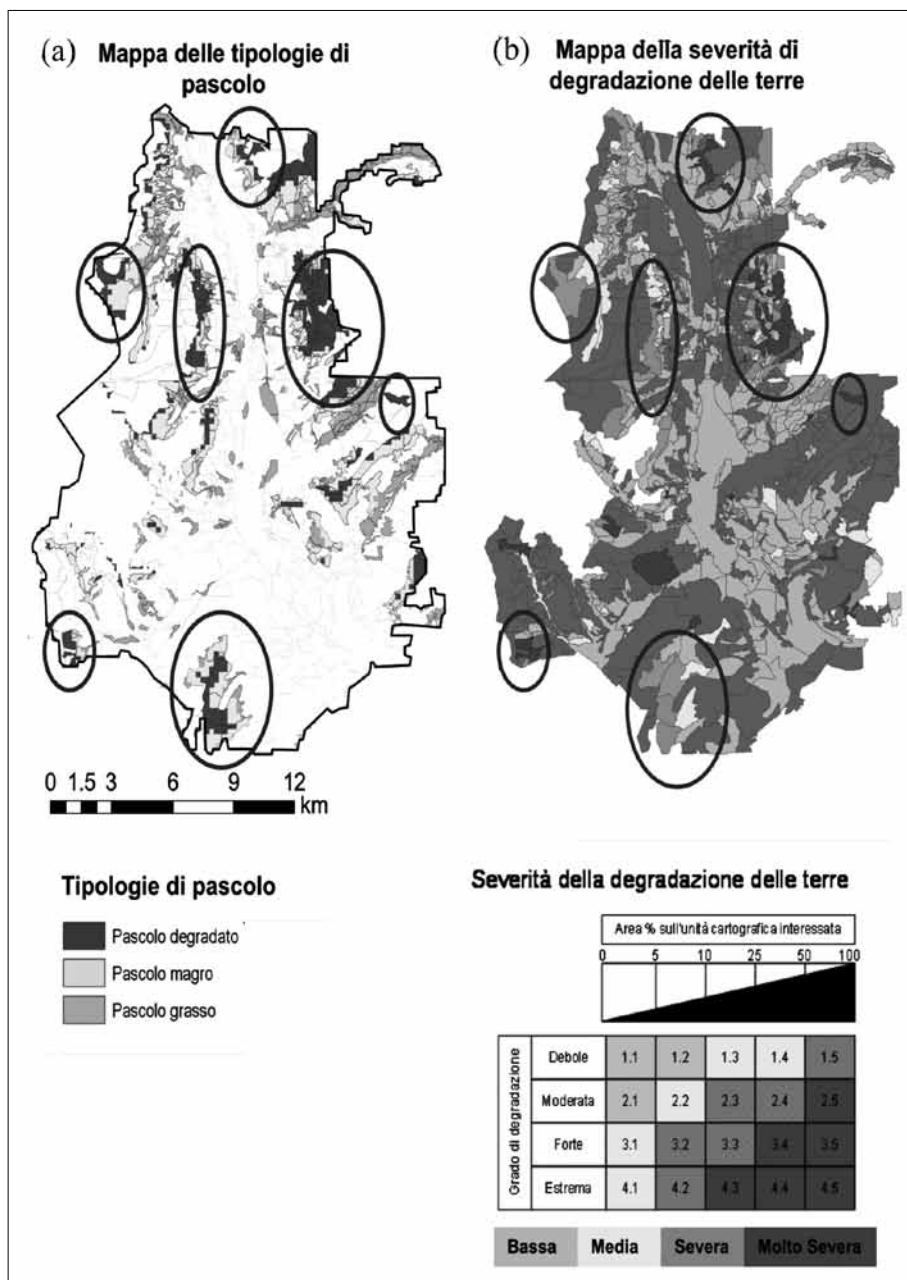 (a) Mappa delle tipologie di
pascolo
(b) Mappa della severità di
degradazione delle terre
0 1.5 3 6 9 12
km
Tipologie di pascolo
Pascolo degradato
Pascolo magro
Pascolo grasso
Severità della degradazione delle terre
Area % sull'unità cartografica interessata
0 5 10 25 50 100
Grado di degradazione
Debole 1.1 1.2 1.3 1.4 1.5
Moderata 2.1 2.2 2.3 2.4 2.5
Forte 3.1 3.2 3.3 3.4 3.5
Estrema 4.1 4.2 4.3 4.4 4.5
Bassa Media Severa Molto Severa